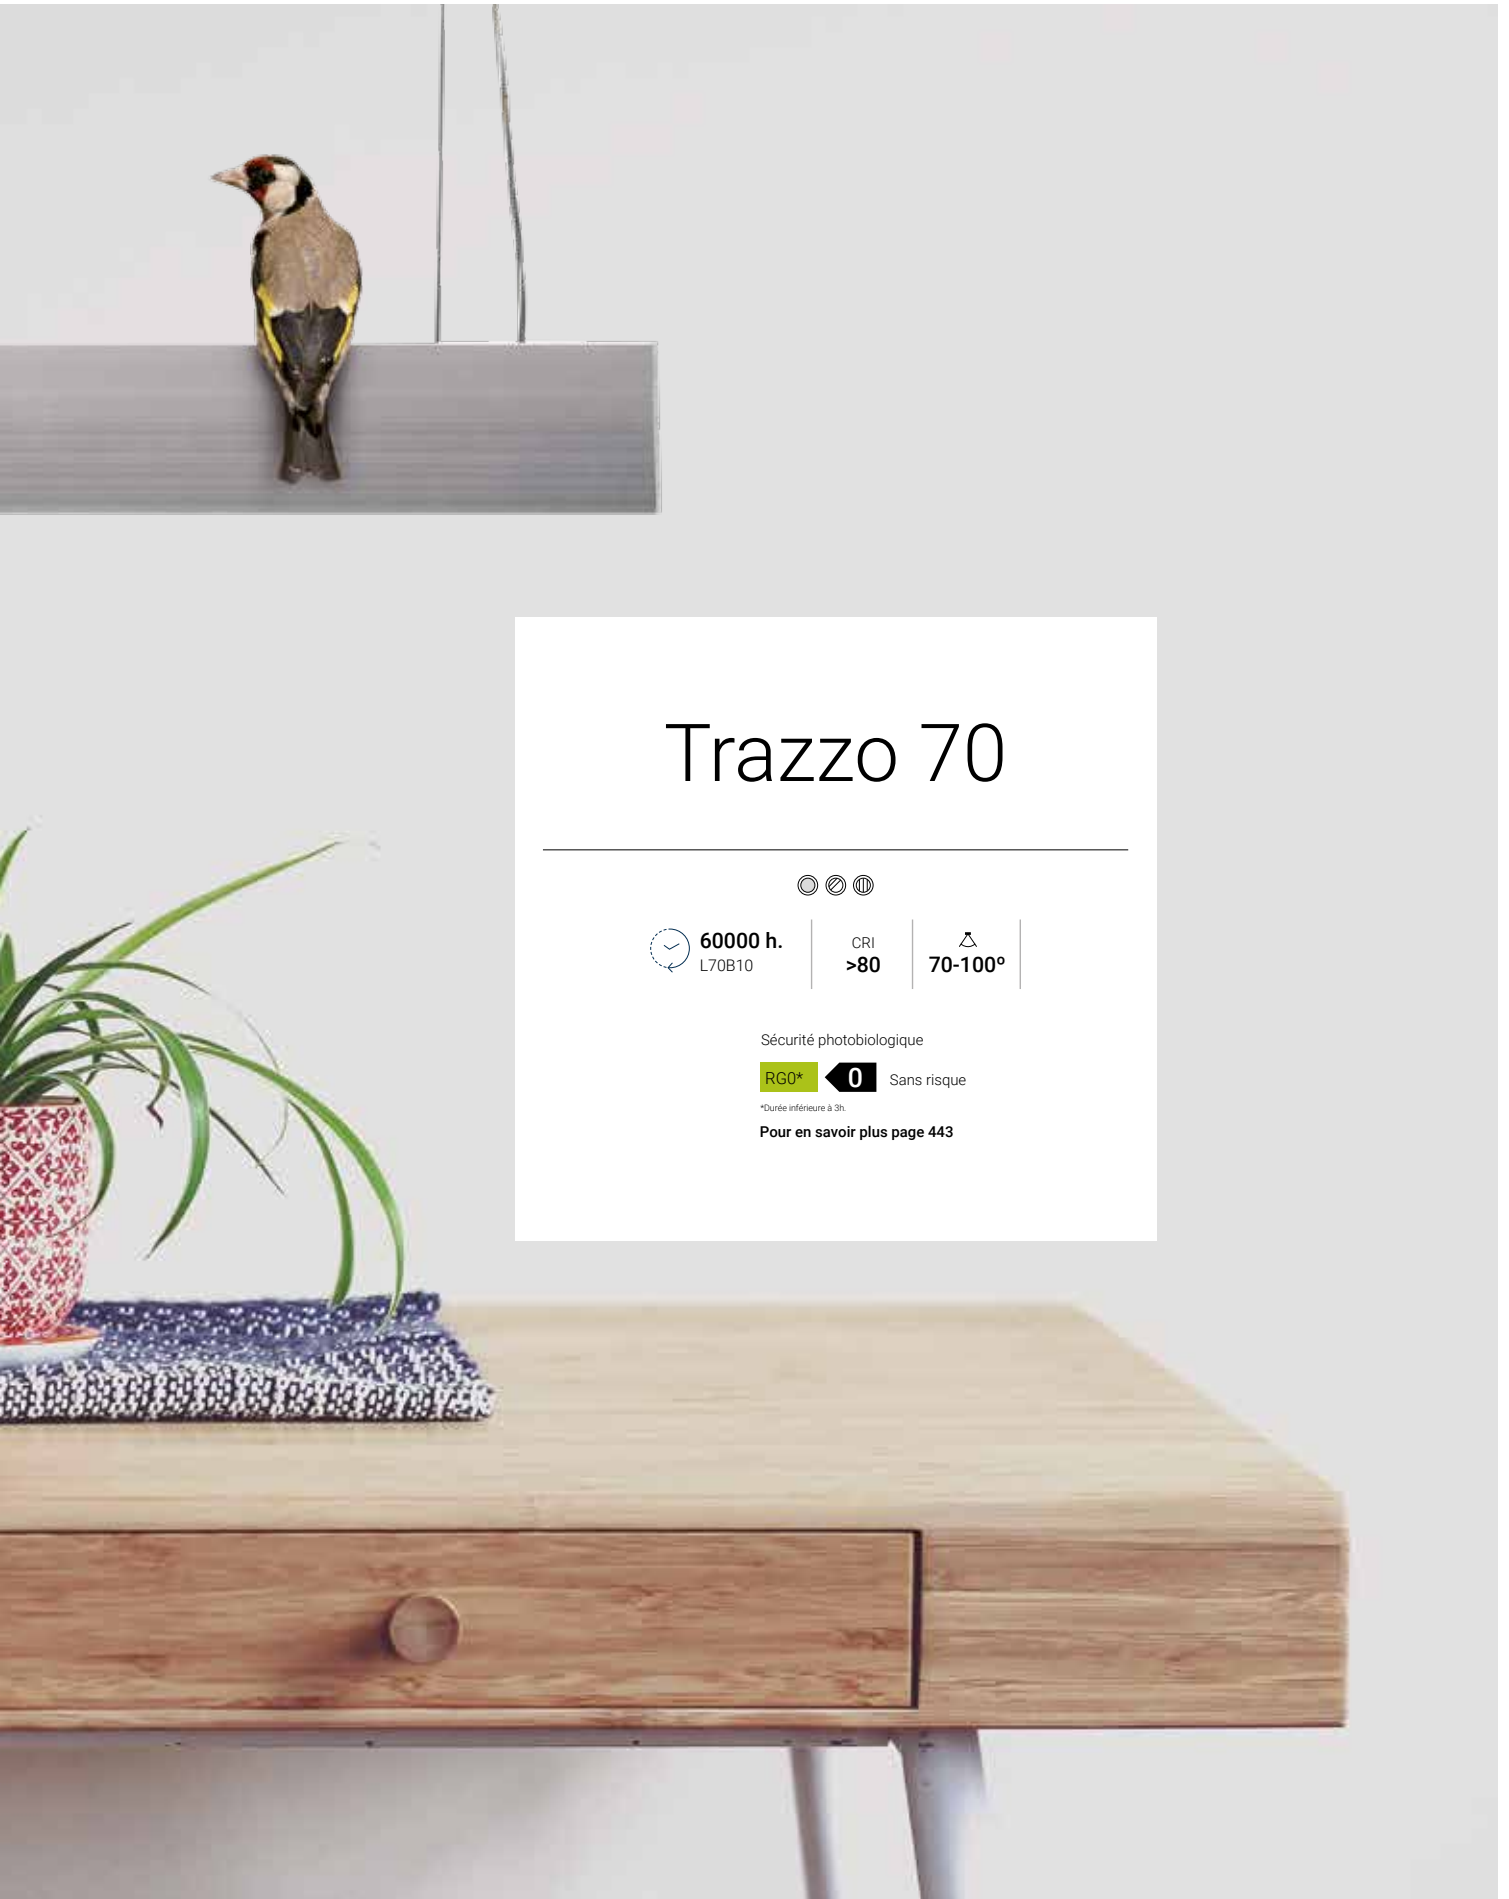 Trazzo 70
60000 h.
L70B10
CRI
>80
70-100º
Sécurité photobiologique
RG0*
0
Sans risque
*Durée inférieure à 3h.
Pour en savoir plus page 443